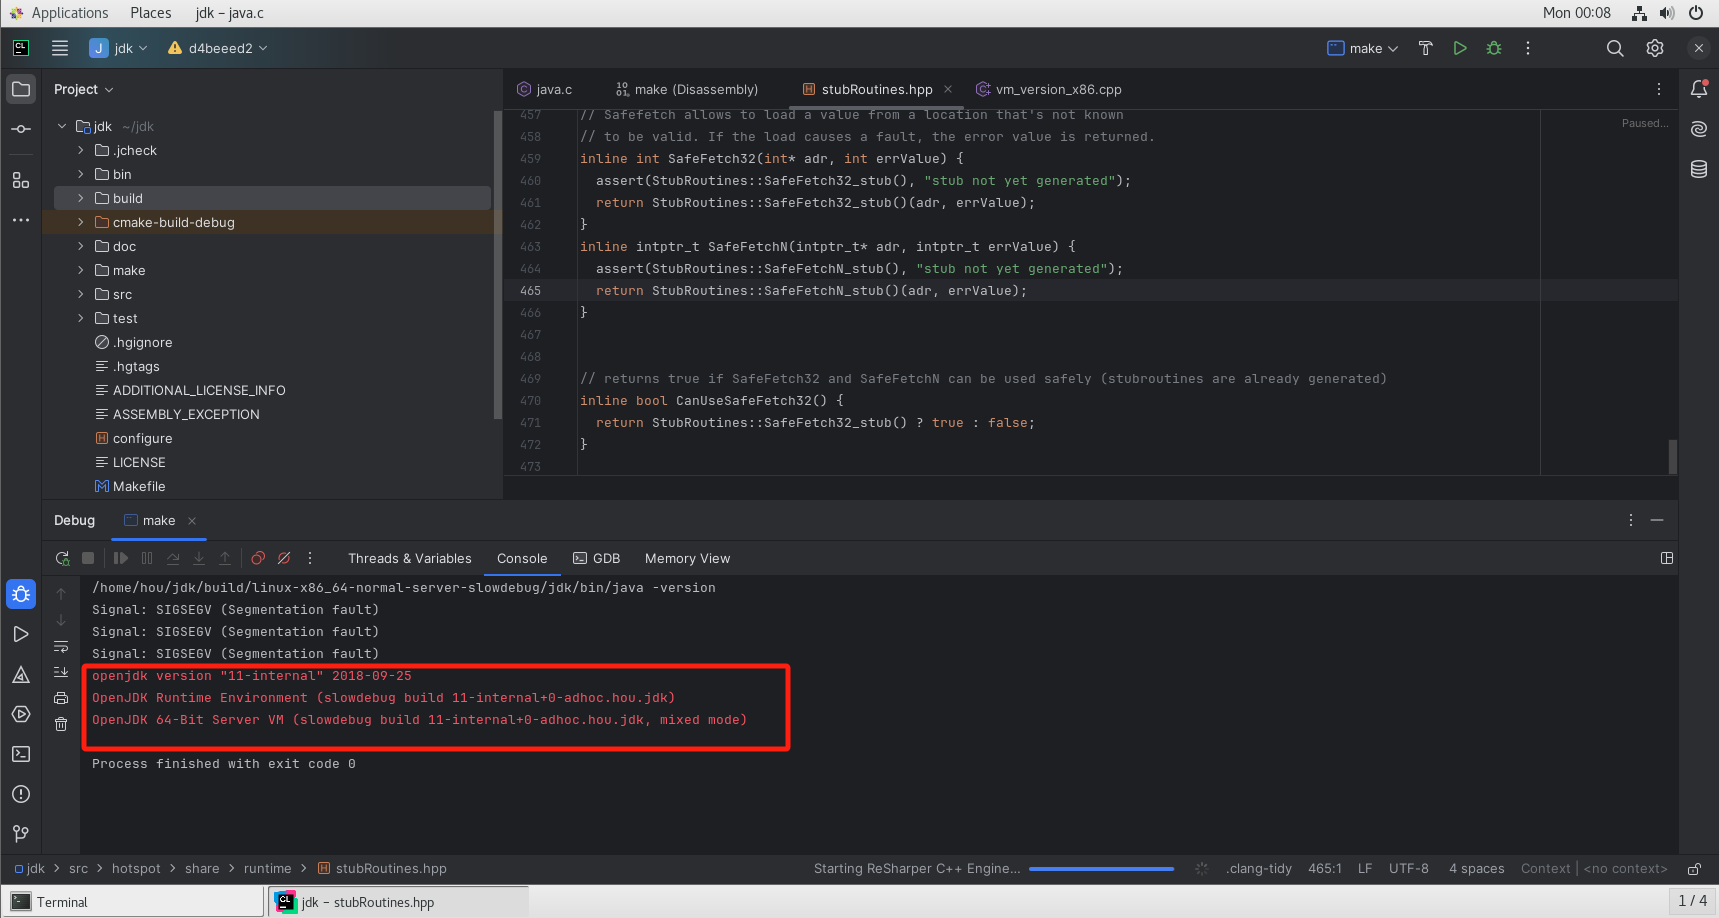 Applications Places jdk – java.c Mon 00:08
CL J jdk d4beeed2 make
Project
jdk ~/jdk
.jcheck
bin
build
cmake-build-debug
doc
make
src
test
.hgignore
.hgtags
ADDITIONAL_LICENSE_INFO
ASSEMBLY_EXCEPTION
configure
LICENSE
Makefile
java.c make (Disassembly) stubRoutines.hpp vm_version_x86.cpp
Paused...
457 // Safefetch allows to load a value from a location that's not known
458 // to be valid. If the load causes a fault, the error value is returned.
459 inline int SafeFetch32(int* adr, int errValue) {
460 assert(StubRoutines::SafeFetch32_stub(), "stub not yet generated");
461 return StubRoutines::SafeFetch32_stub()(adr, errValue);
462 }
463 inline intptr_t SafeFetchN(intptr_t* adr, intptr_t errValue) {
464 assert(StubRoutines::SafeFetchN_stub(), "stub not yet generated");
465 return StubRoutines::SafeFetchN_stub()(adr, errValue);
466 }
467
468
469 // returns true if SafeFetch32 and SafeFetchN can be used safely (stubroutines are already generated)
470 inline bool CanUseSafeFetch32() {
471 return StubRoutines::SafeFetch32_stub() ? true : false;
472 }
473
Debug make
Threads & Variables Console GDB Memory View
/home/hou/jdk/build/linux-x86_64-normal-server-slowdebug/jdk/bin/java -version
Signal: SIGSEGV (Segmentation fault)
Signal: SIGSEGV (Segmentation fault)
Signal: SIGSEGV (Segmentation fault)
openjdk version "11-internal" 2018-09-25
OpenJDK Runtime Environment (slowdebug build 11-internal+0-adhoc.hou.jdk)
OpenJDK 64-Bit Server VM (slowdebug build 11-internal+0-adhoc.hou.jdk, mixed mode)
Process finished with exit code 0
jdk > src > hotspot > share > runtime > stubRoutines.hpp Starting ReSharper C++ Engine... .clang-tidy 465:1 LF UTF-8 4 spaces Context | <no context>
Terminal CL jdk – stubRoutines.hpp 1 / 4